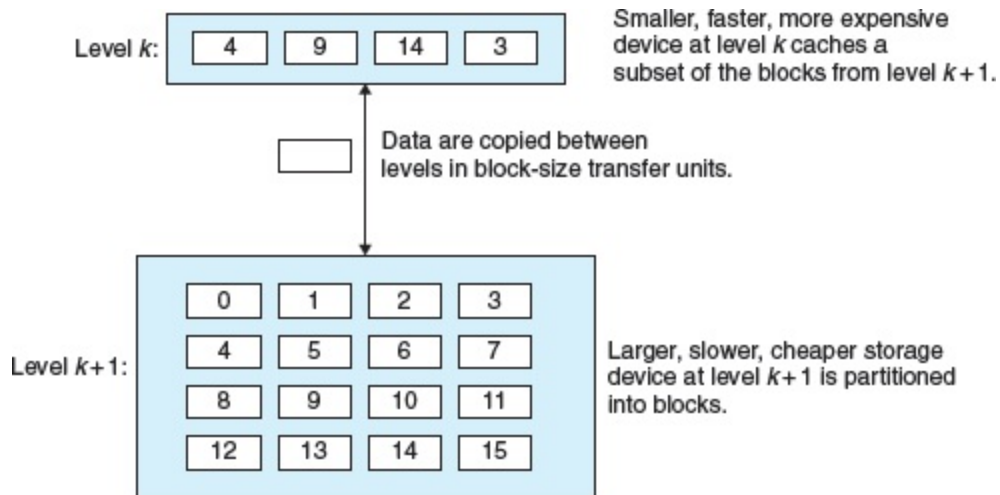 Level k:
4 9 14 3
Smaller, faster, more expensive
device at level k caches a
subset of the blocks from level k+1.
Data are copied between
levels in block-size transfer units.
Level k+1:
0 1 2 3
4 5 6 7
8 9 10 11
12 13 14 15
Larger, slower, cheaper storage
device at level k+1 is partitioned
into blocks.